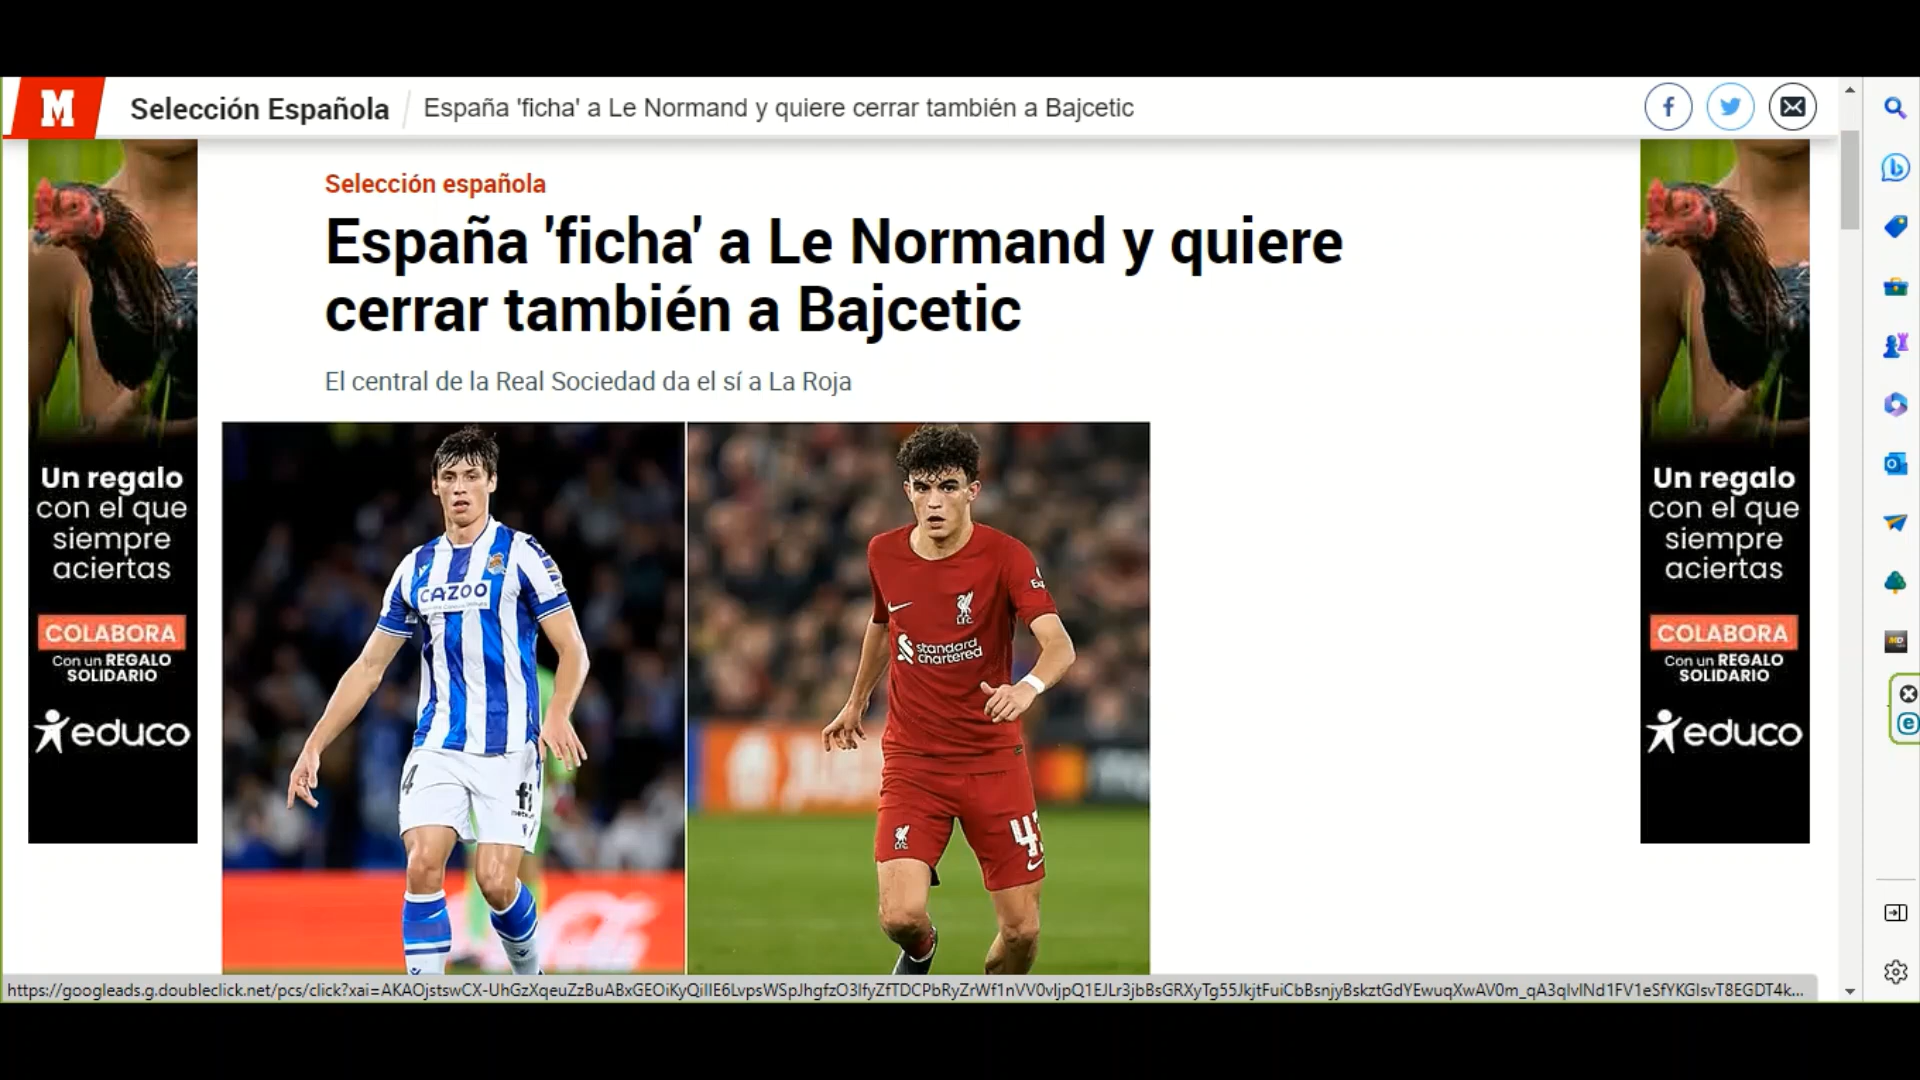 M
Selección Española
España 'ficha' a Le Normand y quiere cerrar también a Bajcetic
Selección española
España 'ficha' a Le Normand y quiere
cerrar también a Bajcetic
El central de la Real Sociedad da el sí a La Roja
Un regalo
con el que
siempre
aciertas
COLABORA
Con un REGALO
SOLIDARIO
educo
CAZOO
4
LFC
standard
chartered
LFC
Un regalo
con el que
siempre
aciertas
COLABORA
Con un REGALO
SOLIDARIO
educo